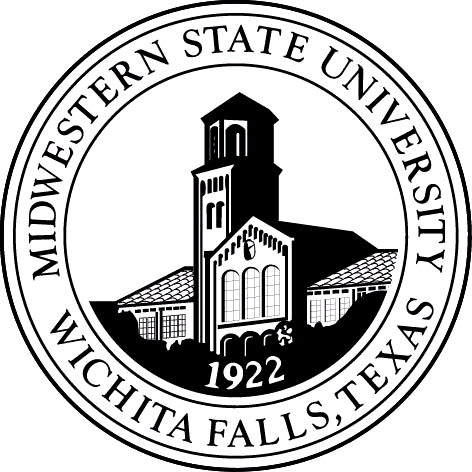 MIDWESTERN STATE UNIVERSITY
WICHITA FALLS, TEXAS
1922